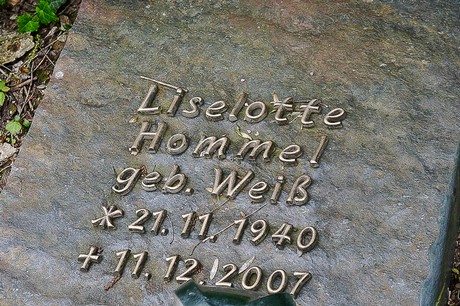 Liselotte
Hommel
geb. Weiß
* 21. 11. 1940
+ 11. 12. 2007